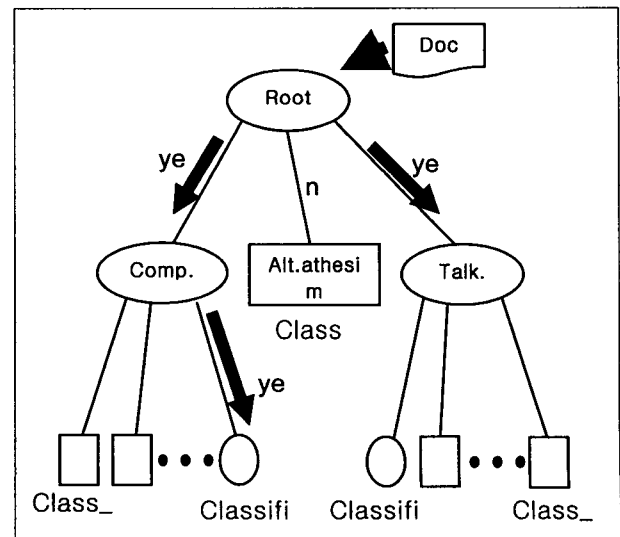 Doc
Root
ye
ye
n
Comp.
Alt.athesi
m
Talk.
Class
ye
Class_
Classifi
Classifi
Class_